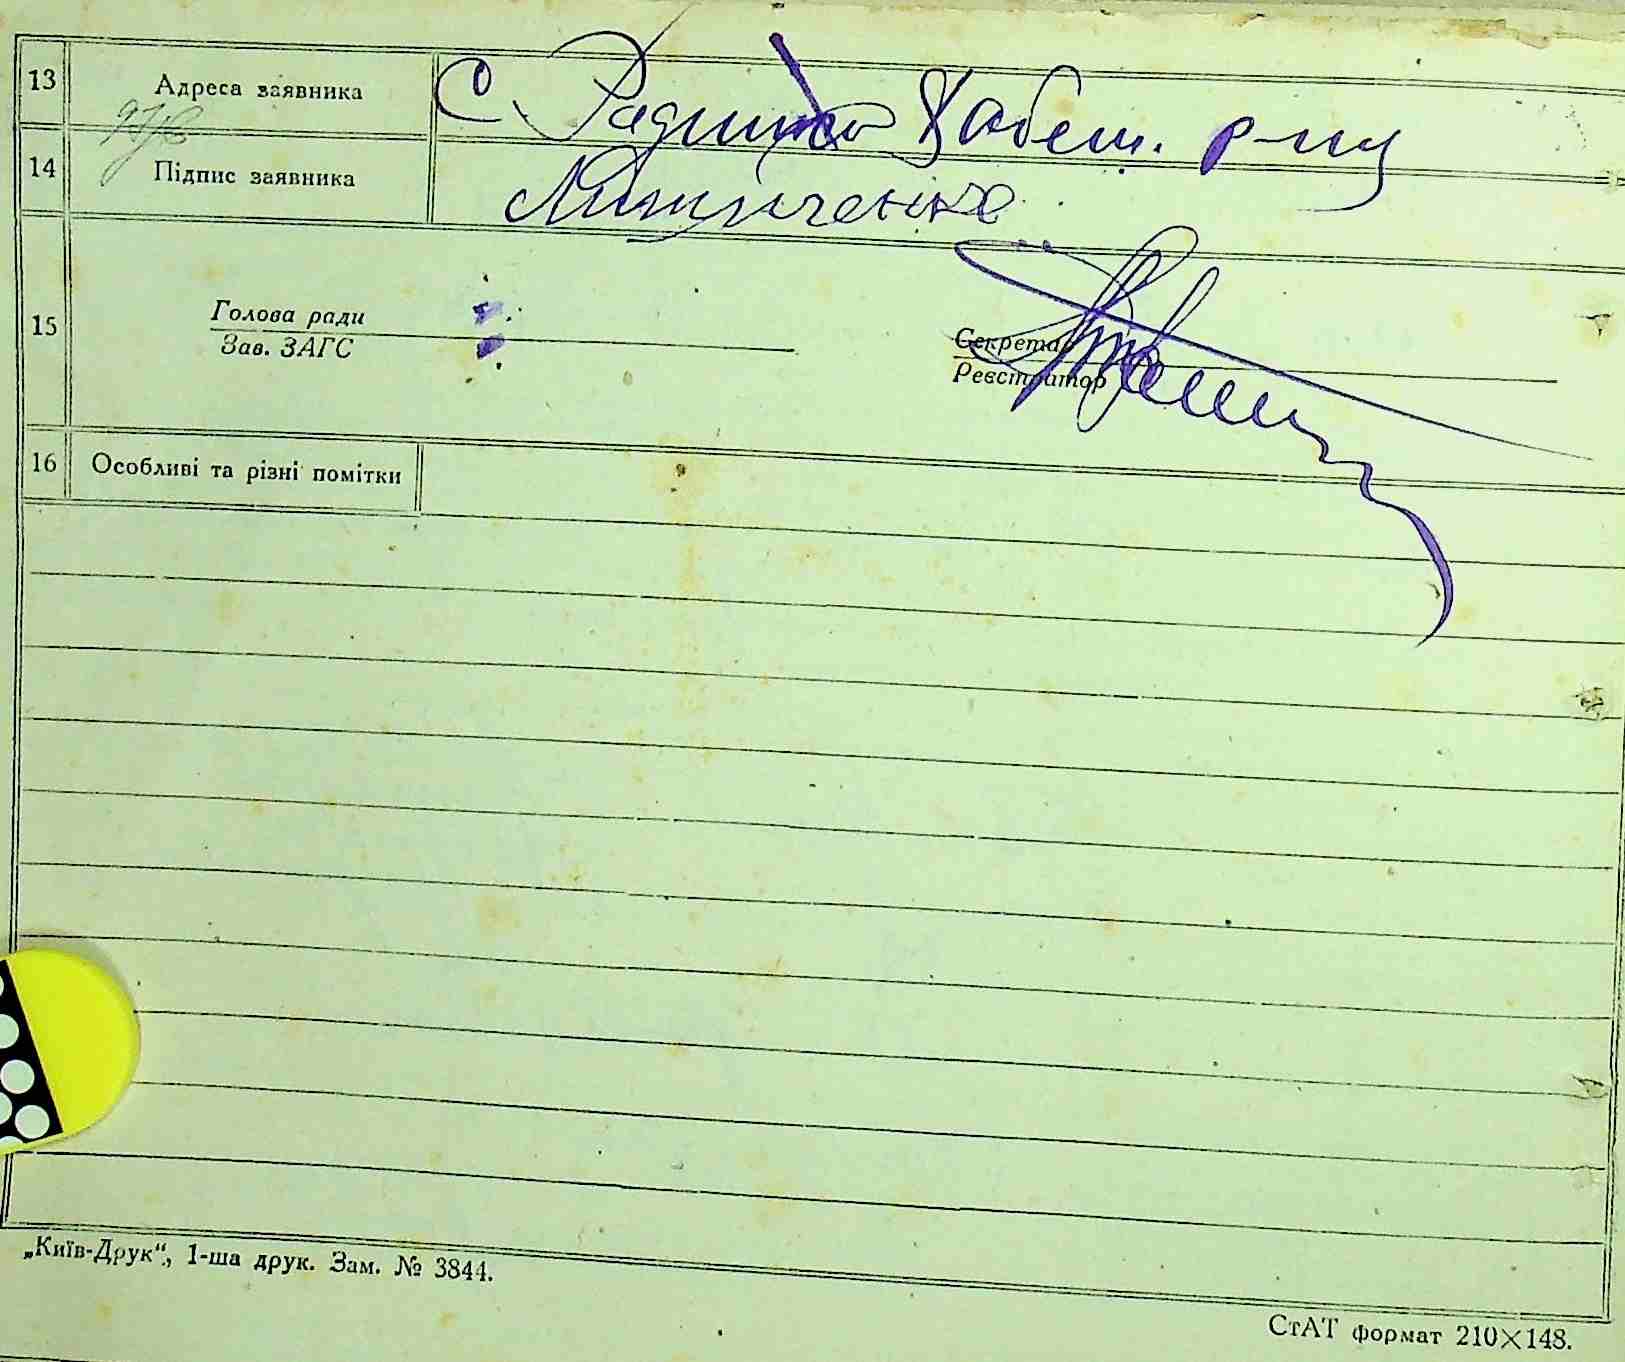 13 Адреса заявника С. Радинка Хабен. р-ну
14 Підпис заявника
15
Голова ради Секретар
Зав. ЗАГС Реєстратор
16 Особливі та різні помітки
„Київ-Друк“, 1-ша друк. Зам. № 3844.
СтАТ формат 210×148.